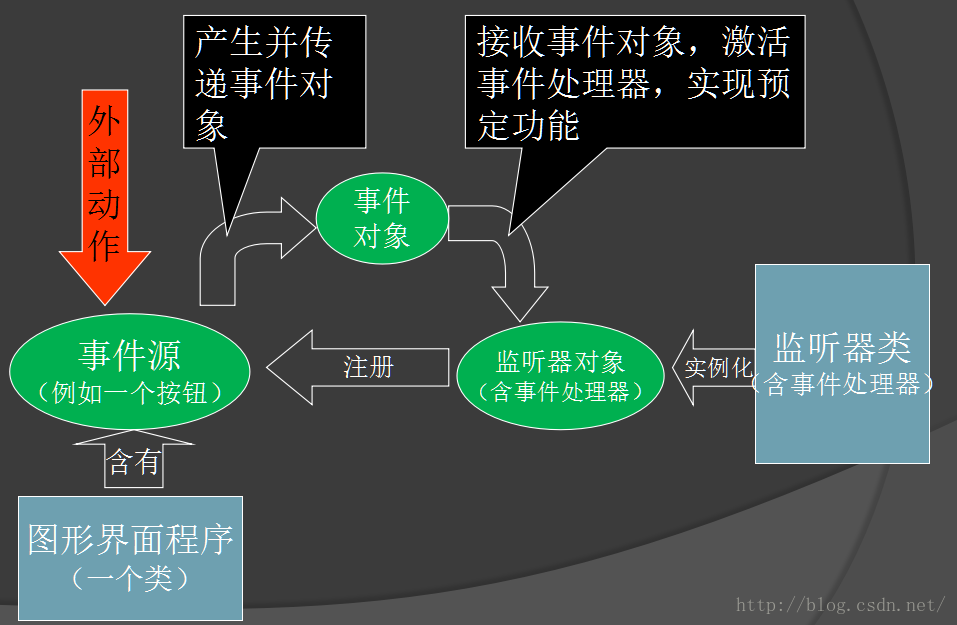 产生并传
递事件对
象
接收事件对象，激活
事件处理器，实现预
定功能
外
部
动
作
事件
对象
事件源
（例如一个按钮）
注册
监听器对象
（含事件处理器）
实例化
监听器类
（含事件处理器）
含有
图形界面程序
（一个类）
http://blog.csdn.net/